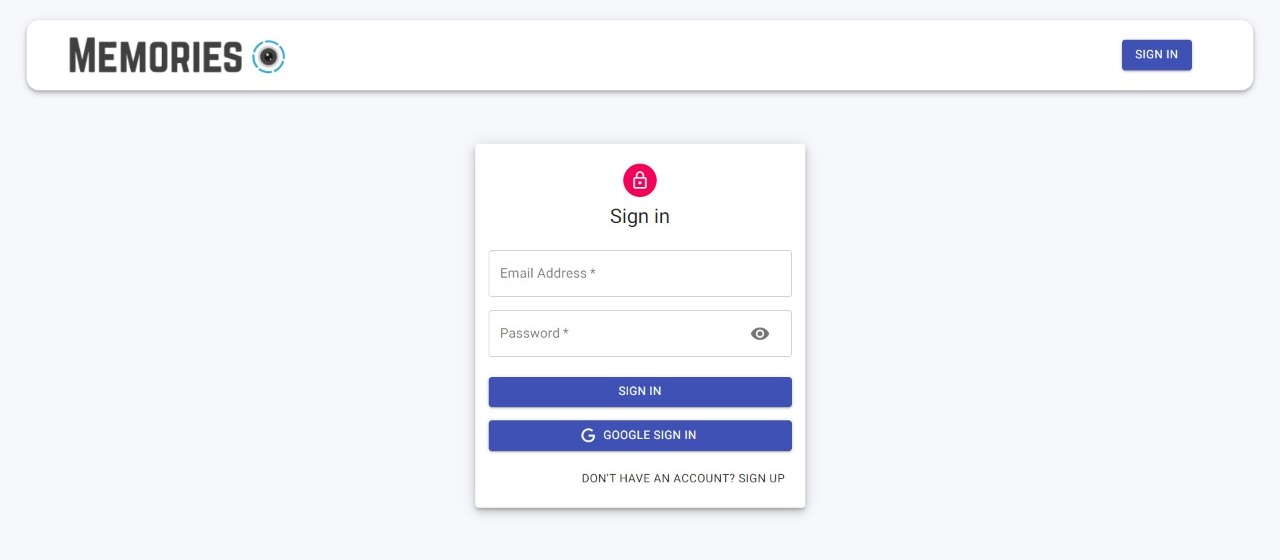 MEMORIES
SIGN IN
Sign in
Email Address *
Password *
SIGN IN
GOOGLE SIGN IN
DON'T HAVE AN ACCOUNT? SIGN UP